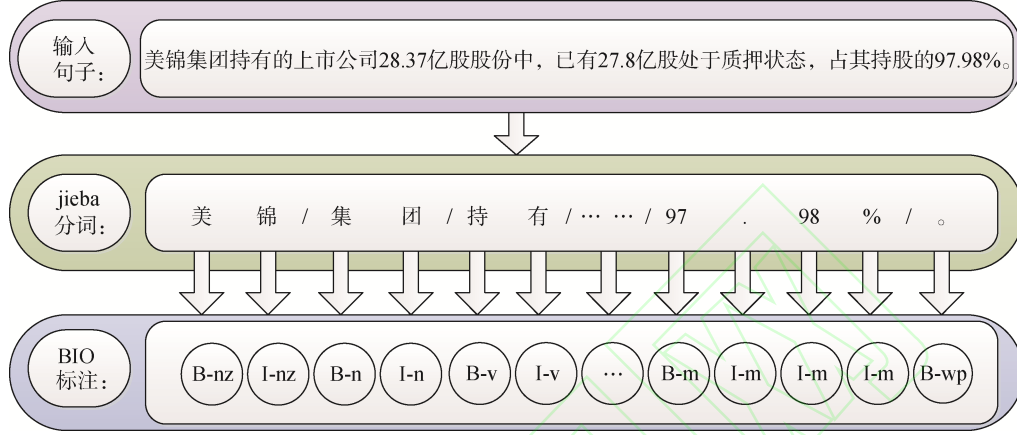 输入
句子：
美锦集团持有的上市公司28.37亿股股份中，已有27.8亿股处于质押状态，占其持股的97.98%。
jieba
分词：
美 锦 / 集 团 / 持 有 / … … / 97 . 98 % / 。
BIO
标注：
B-nz I-nz B-n I-n B-v I-v … B-m I-m I-m I-m B-wp